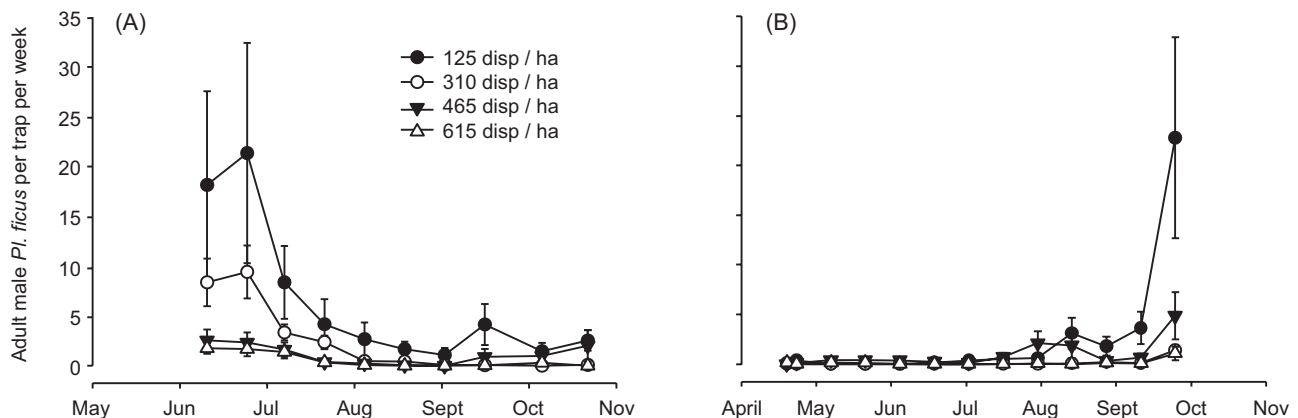 Adult male Pl. ficus per trap per week
35
30
25
20
15
10
5
0
(A)
125 disp / ha
310 disp / ha
465 disp / ha
615 disp / ha
May Jun Jul Aug Sept Oct Nov
(B)
April May Jun Jul Aug Sept Oct Nov